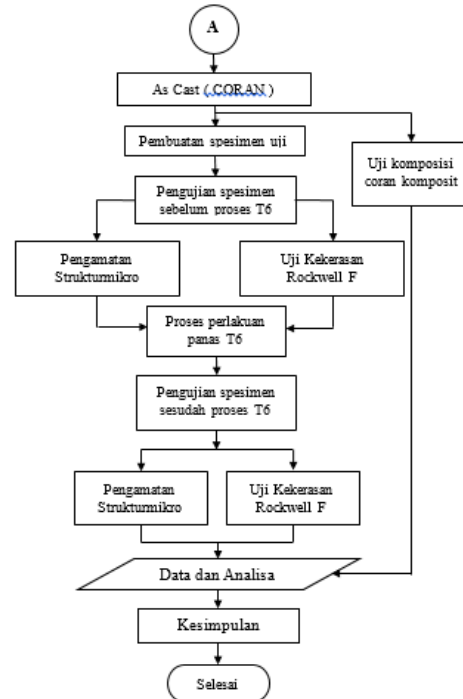 A
As Cast ( CORAN )
Pembuatan spesimen uji
Uji komposisi
coran komposit
Pengujian spesimen
sebelum proses T6
Pengamatan
Strukturmikro
Uji Kekerasan
Rockwell F
Proses perlakuan
panas T6
Pengujian spesimen
sesudah proses T6
Pengamatan
Strukturmikro
Uji Kekerasan
Rockwell F
Data dan Analisa
Kesimpulan
Selesai